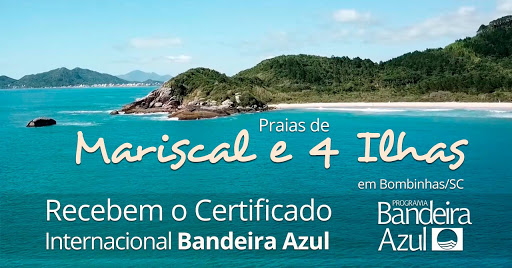 Praias de
Mariscal e 4 Ilhas
em Bombinhas/SC
Recebem o Certificado
Internacional Bandeira Azul
PROGRAMA
Bandeira
Azul